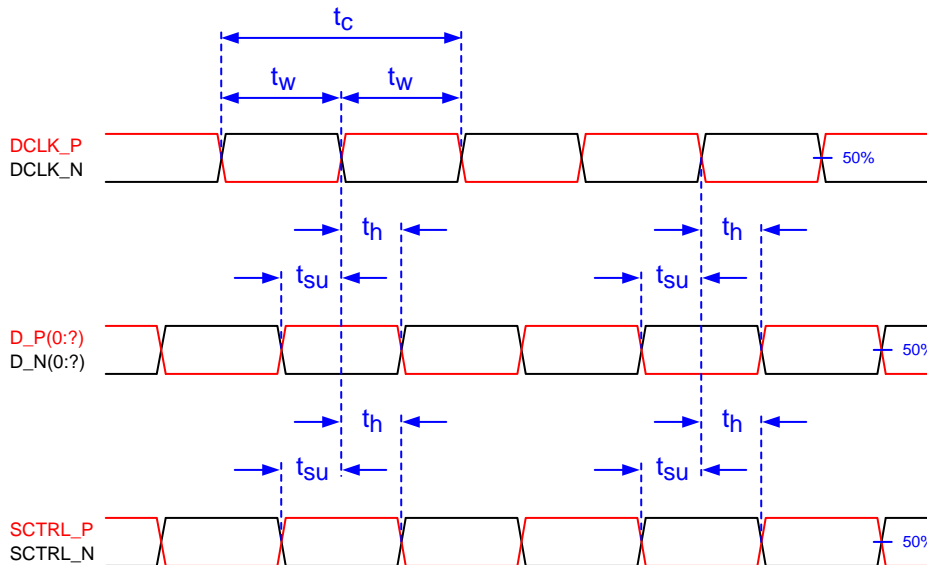 tc
tw tw
DCLK_P
DCLK_N
50%
th th
tsu tsu
D_P(0:?)
D_N(0:?)
50%
th th
tsu tsu
SCTRL_P
SCTRL_N
50%